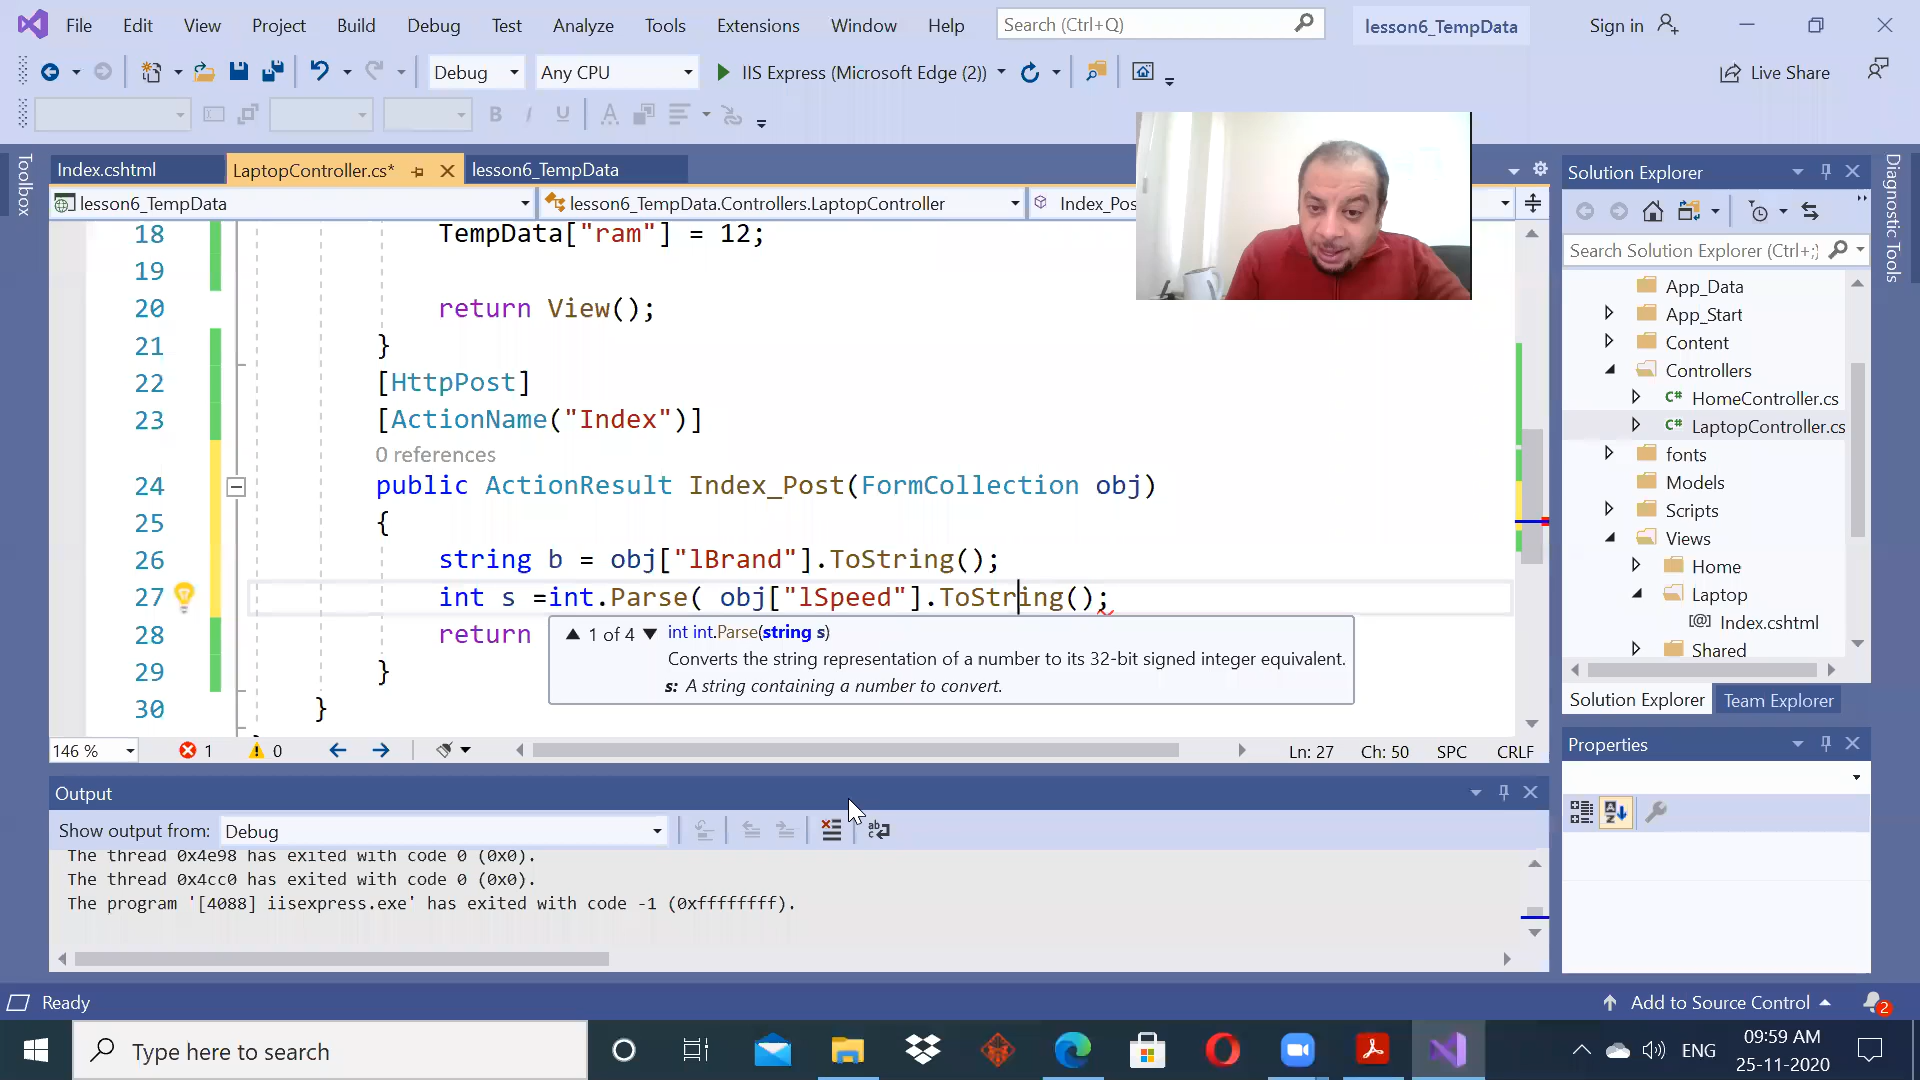 File Edit View Project Build Debug Test Analyze Tools Extensions Window Help Search (Ctrl+Q) lesson6_TempData Sign in
Debug Any CPU IIS Express (Microsoft Edge (2)) Live Share
B I U A
Toolbox
Index.cshtml LaptopController.cs* lesson6_TempData
lesson6_TempData lesson6_TempData.Controllers.LaptopController Index_Pos
18 TempData["ram"] = 12;
19
20 return View();
21 }
22 [HttpPost]
23 [ActionName("Index")]
0 references
24 public ActionResult Index_Post(FormCollection obj)
25 {
26 string b = obj["lBrand"].ToString();
27 int s =int.Parse( obj["lSpeed"].ToString();
28 return
1 of 4 int int.Parse(string s)
Converts the string representation of a number to its 32-bit signed integer equivalent.
s: A string containing a number to convert.
29 }
30 }
146 % 1 0 Ln: 27 Ch: 50 SPC CRLF
Output
Show output from: Debug
The thread 0x4e98 has exited with code 0 (0x0).
The thread 0x4cc0 has exited with code 0 (0x0).
The program '[4088] iisexpress.exe' has exited with code -1 (0xffffffff).
Solution Explorer
Search Solution Explorer (Ctrl+;)
App_Data
App_Start
Content
Controllers
C# HomeController.cs
C# LaptopController.cs
fonts
Models
Scripts
Views
Home
Laptop
[@] Index.cshtml
Shared
Solution Explorer Team Explorer
Properties
Diagnostic Tools
Ready Add to Source Control 2
Type here to search ENG 09:59 AM
25-11-2020